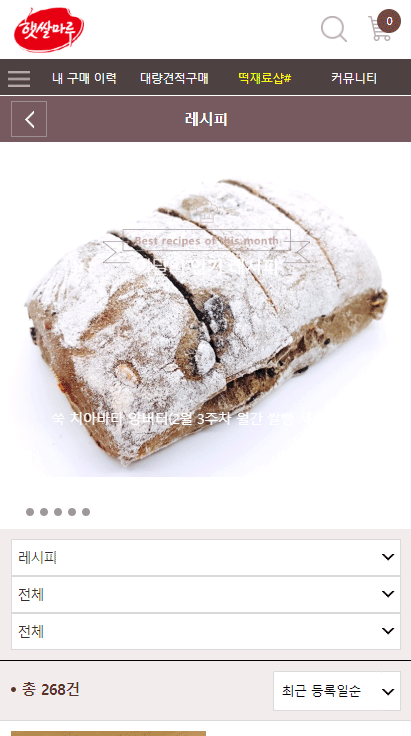 햇쌀마루
0
내 구매 이력
대량견적구매
떡재료샵#
커뮤니티
레시피
Best recipes of this month
쑥 치아바타
(2월 3주차 월간
레시피
전체
전체
총 268건
최근 등록일순